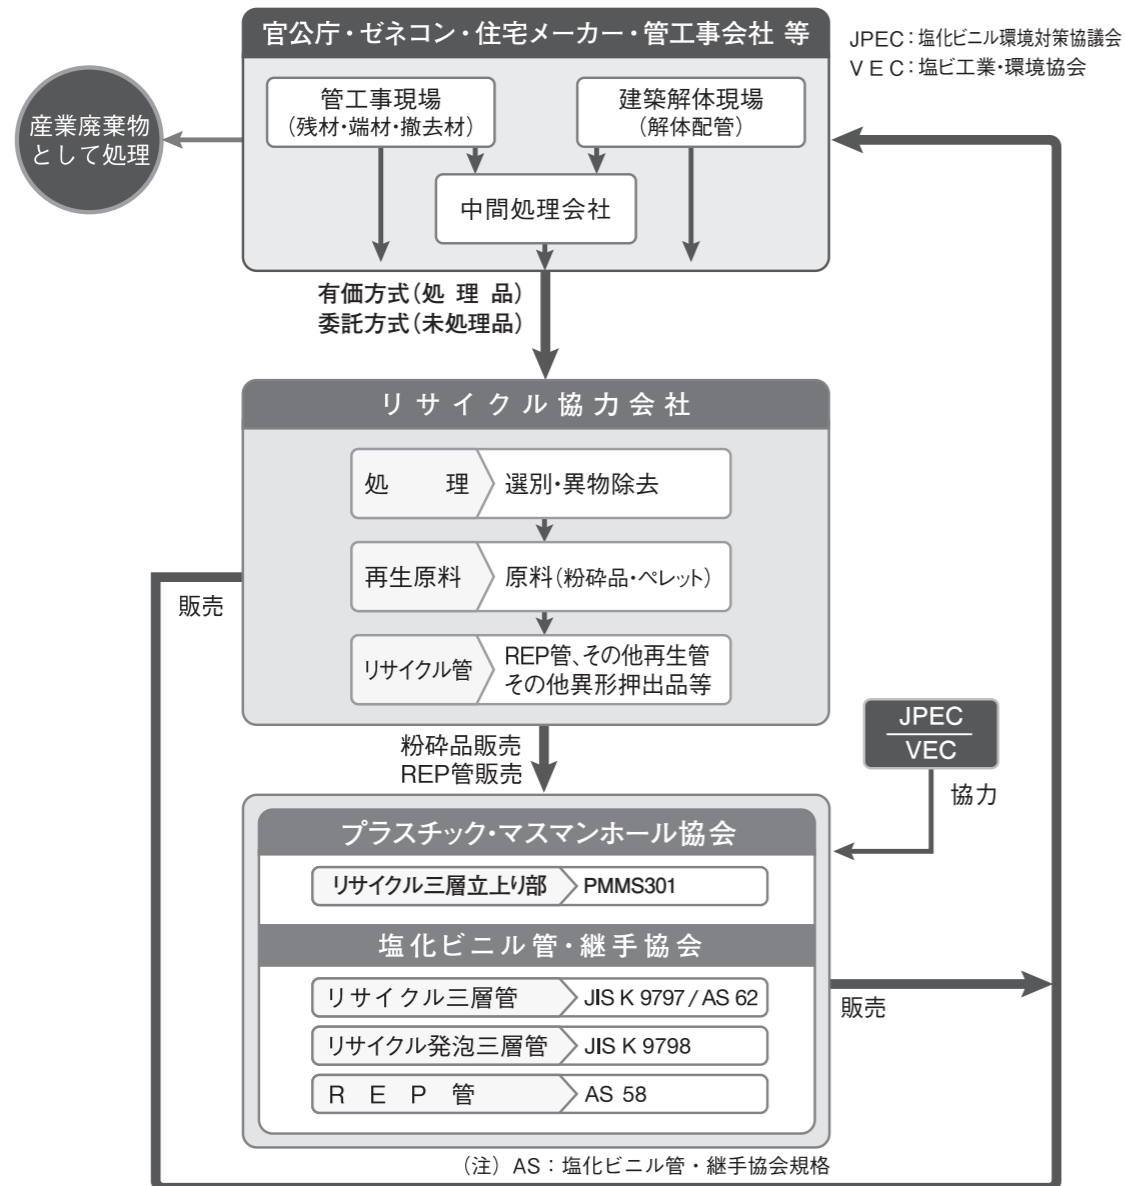 官公庁・ゼネコン・住宅メーカー・管工事会社 等
JPEC：塩化ビニル環境対策協議会
VEC：塩ビ工業・環境協会
産業廃棄物
として処理
管工事現場
（残材・端材・撤去材）
建築解体現場
（解体配管）
中間処理会社
有価方式（処 理 品）
委託方式（未処理品）
リサイクル協力会社
処 理
選別・異物除去
再生原料
原料（粉砕品・ペレット）
リサイクル管
REP管、その他再生管
その他異形押出品等
販売
粉砕品販売
REP管販売
JPEC
VEC
協力
プラスチック・マスマンホール協会
リサイクル三層立上り部
PMMS301
塩化ビニル管・継手協会
リサイクル三層管
JIS K 9797 / AS 62
リサイクル発泡三層管
JIS K 9798
R E P 管
AS 58
販売
（注）AS：塩化ビニル管・継手協会規格